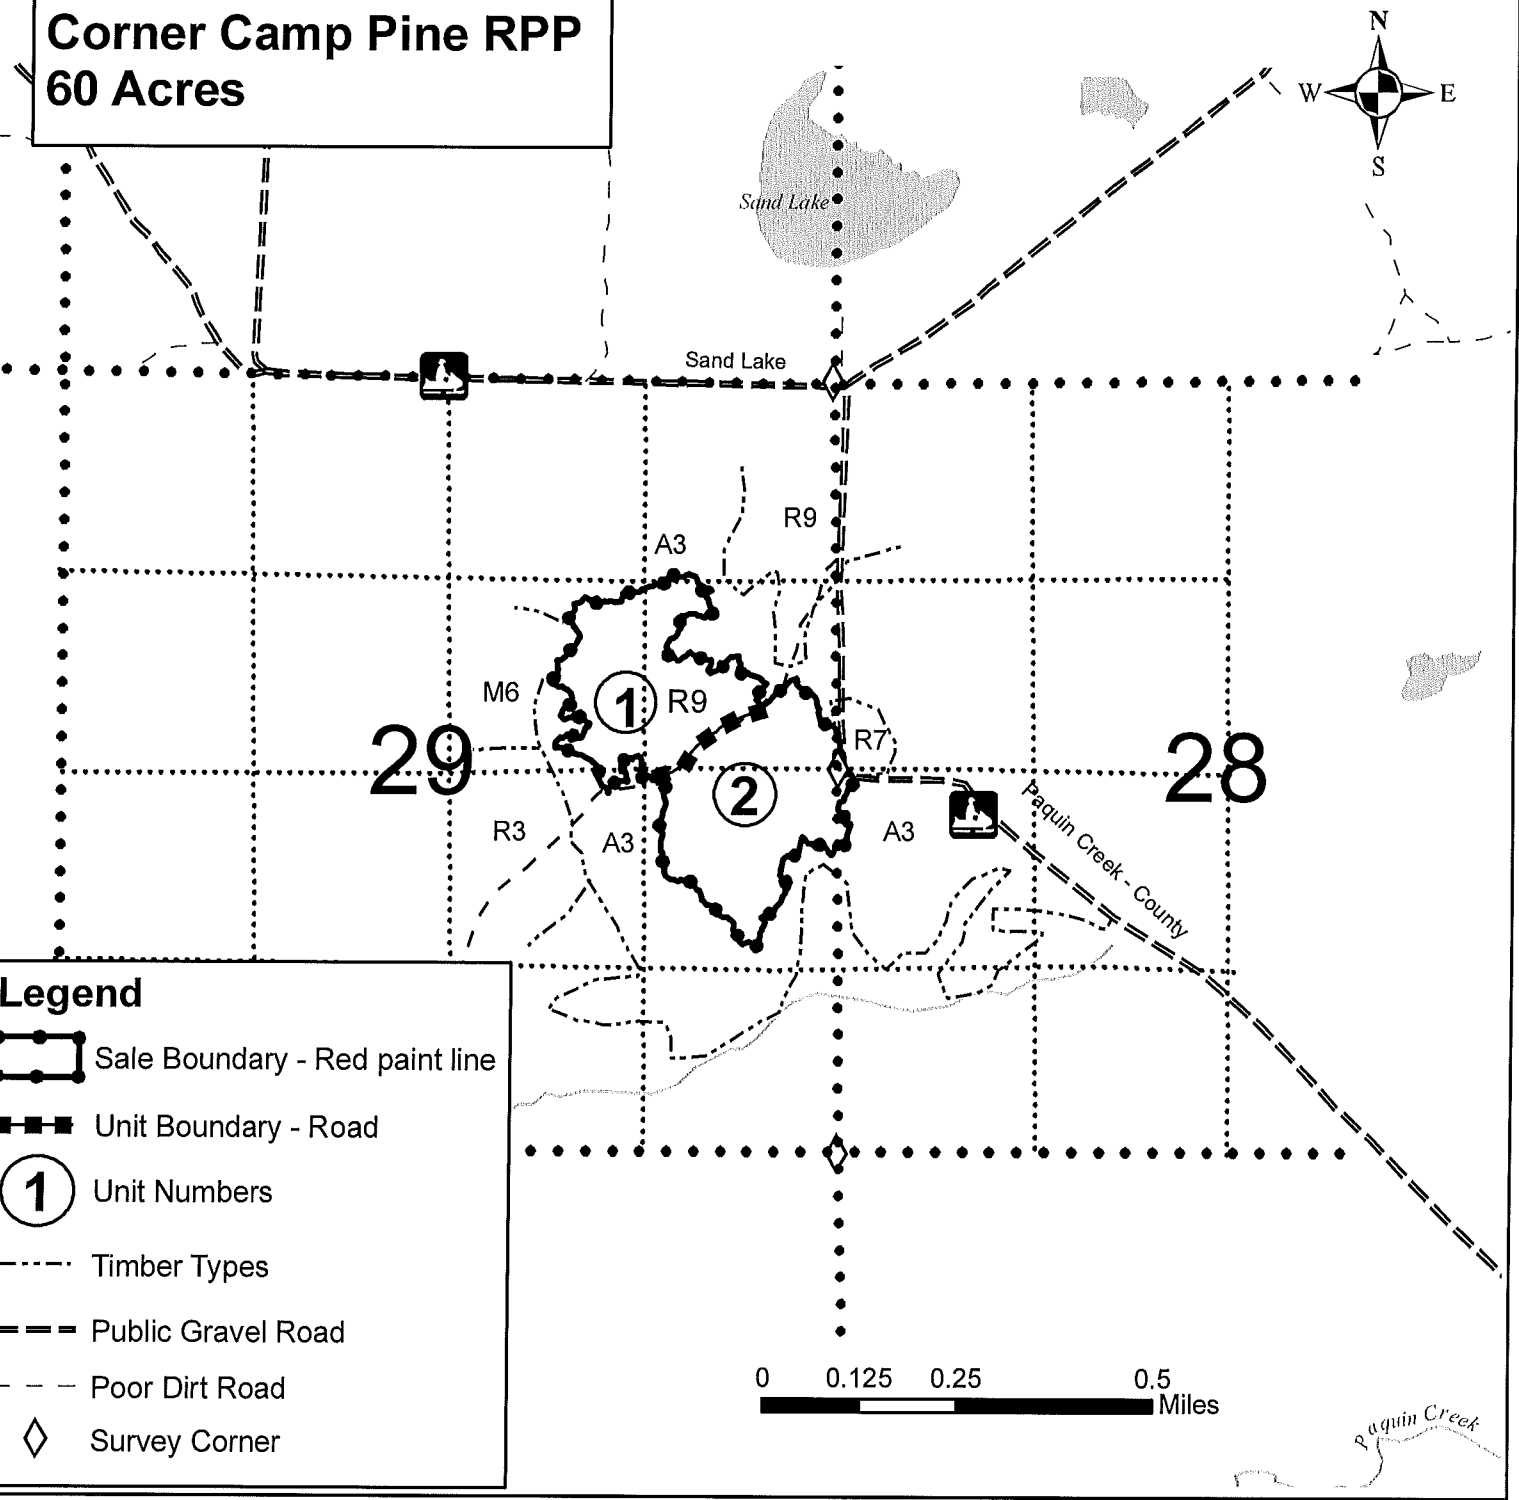 Corner Camp Pine RPP
60 Acres
N
W E
S
Sand Lake
Sand Lake
R9
A3
M6
1
R9
29
R7
28
2
R3
A3
A3
Paquin Creek - County
Legend
Sale Boundary - Red paint line
Unit Boundary - Road
1
Unit Numbers
Timber Types
Public Gravel Road
Poor Dirt Road
Survey Corner
0 0.125 0.25 0.5
Miles
Paquin Creek